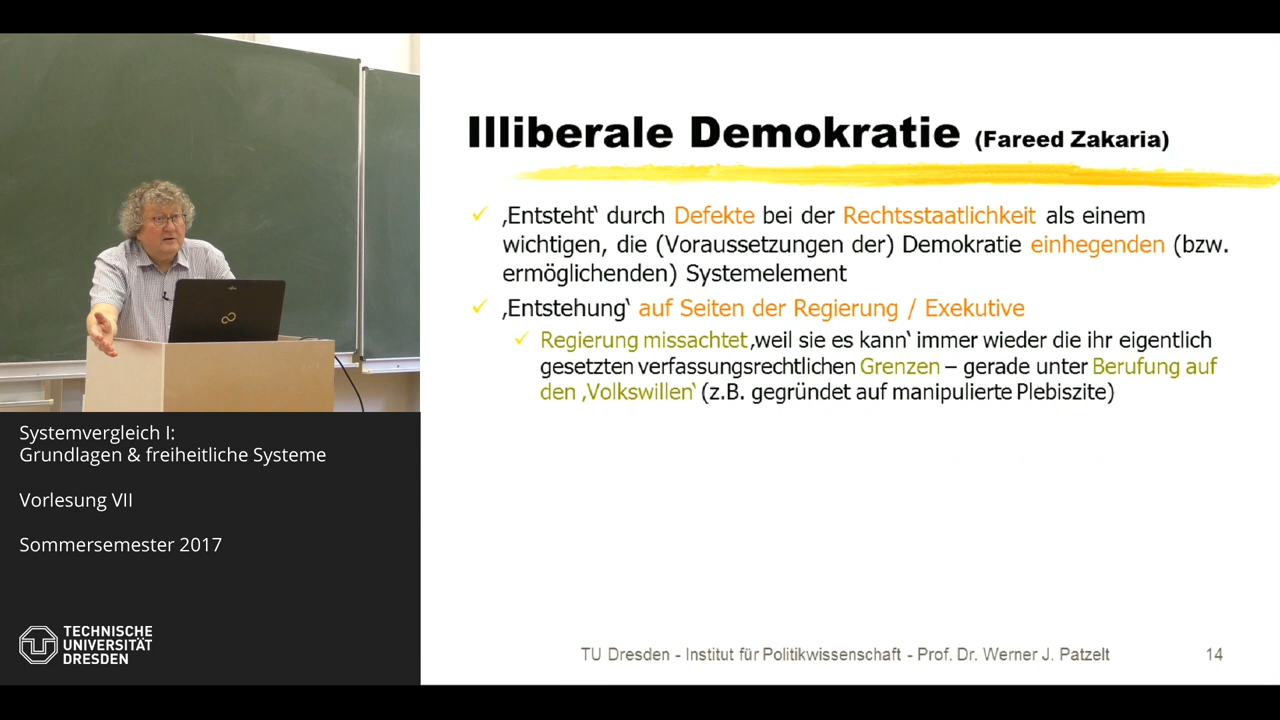 Illiberale Demokratie (Fareed Zakaria)
‚Entsteht‘ durch Defekte bei der Rechtsstaatlichkeit als einem
wichtigen, die (Voraussetzungen der) Demokratie einhegenden (bzw.
ermöglichenden) Systemelement
‚Entstehung‘ auf Seiten der Regierung / Exekutive
Regierung missachtet ‚weil sie es kann‘ immer wieder die ihr eigentlich
gesetzten verfassungsrechtlichen Grenzen – gerade unter Berufung auf
den ‚Volkswillen‘ (z.B. gegründet auf manipulierte Plebiszite)
Systemvergleich I:
Grundlagen & freiheitliche Systeme
Vorlesung VII
Sommersemester 2017
TECHNISCHE
UNIVERSITÄT
DRESDEN
TU Dresden - Institut für Politikwissenschaft - Prof. Dr. Werner J. Patzelt 14